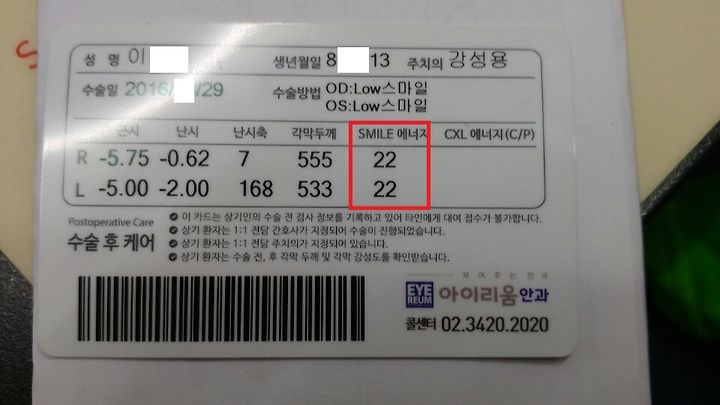 성 명 이 생년월일 8 13 주치의 강성용
수술일 2016/ /29 수술방법 OD:Low스마일
OS:Low스마일
근시 난시 난시축 각막두께 SMILE 에너지 CXL 에너지(C/P)
R -5.75 -0.62 7 555 22
L -5.00 -2.00 168 533 22
Postoperative Care
수술 후 케어
이 카드는 상기인의 수술 전 검사 정보를 기록하고 있어 타인에게 대여 접수가 불가합니다.
상기 환자는 1:1 전담 간호사가 지정되어 수술이 진행되었습니다.
상기 환자는 1:1 전담 주치의가 지정되어 있습니다.
상기 환자는 수술 전, 후 각막 두께 및 각막 강성도를 확인받습니다.
보여주는안과
EYE REUM 아이리움안과
콜센터 02.3420.2020